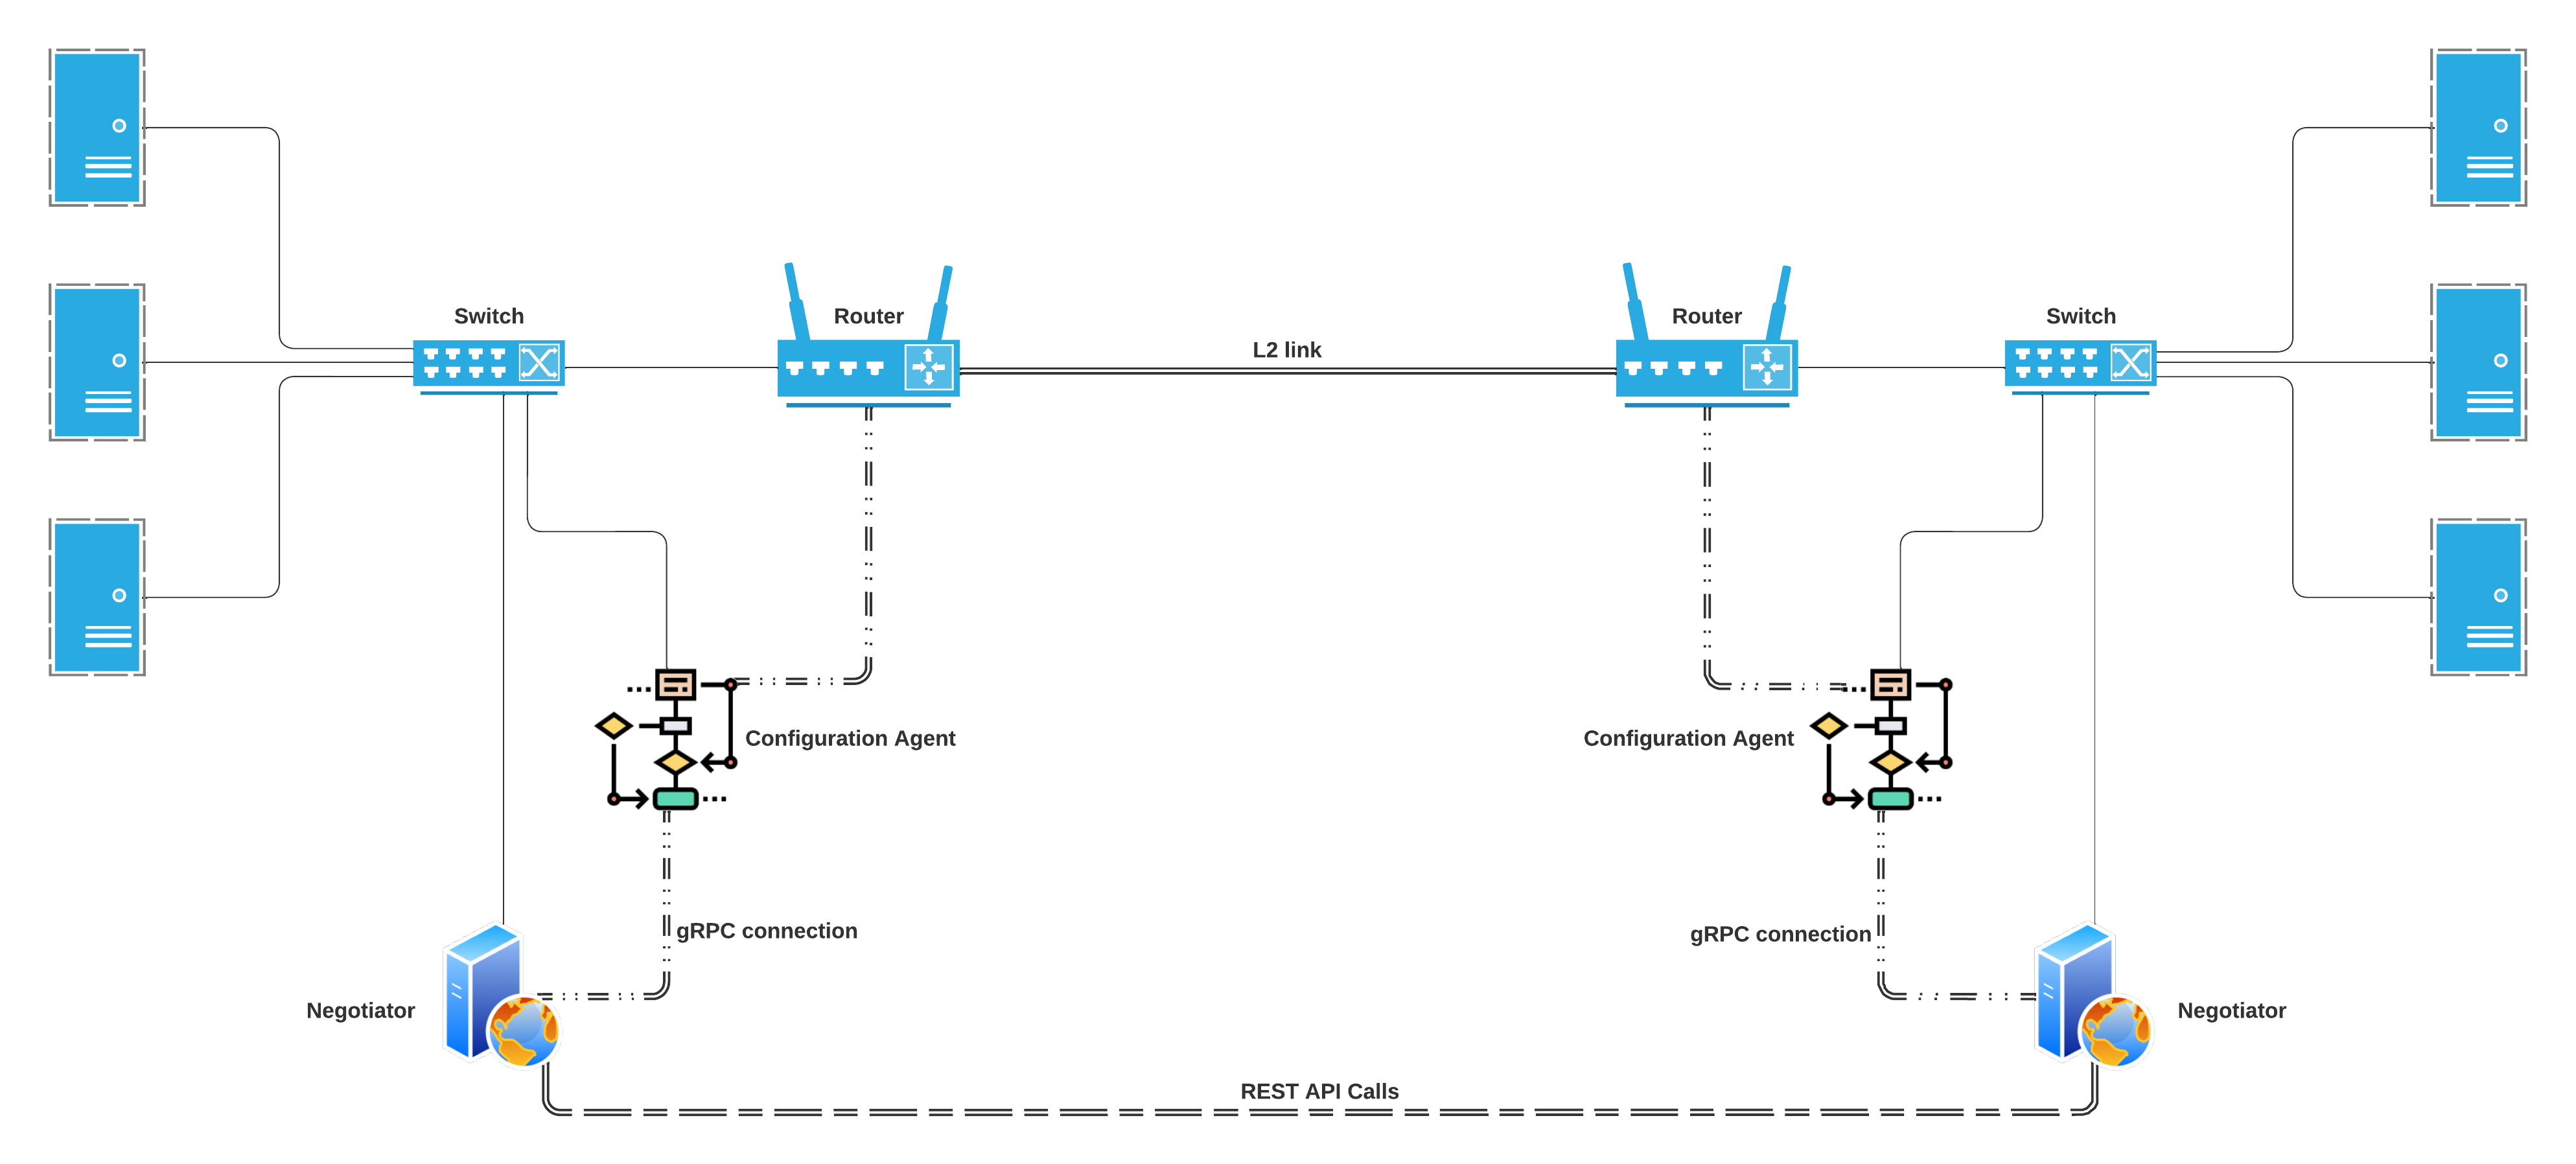 Switch
Router
L2 link
Router
Switch
Configuration Agent
Configuration Agent
gRPC connection
gRPC connection
Negotiator
Negotiator
REST API Calls